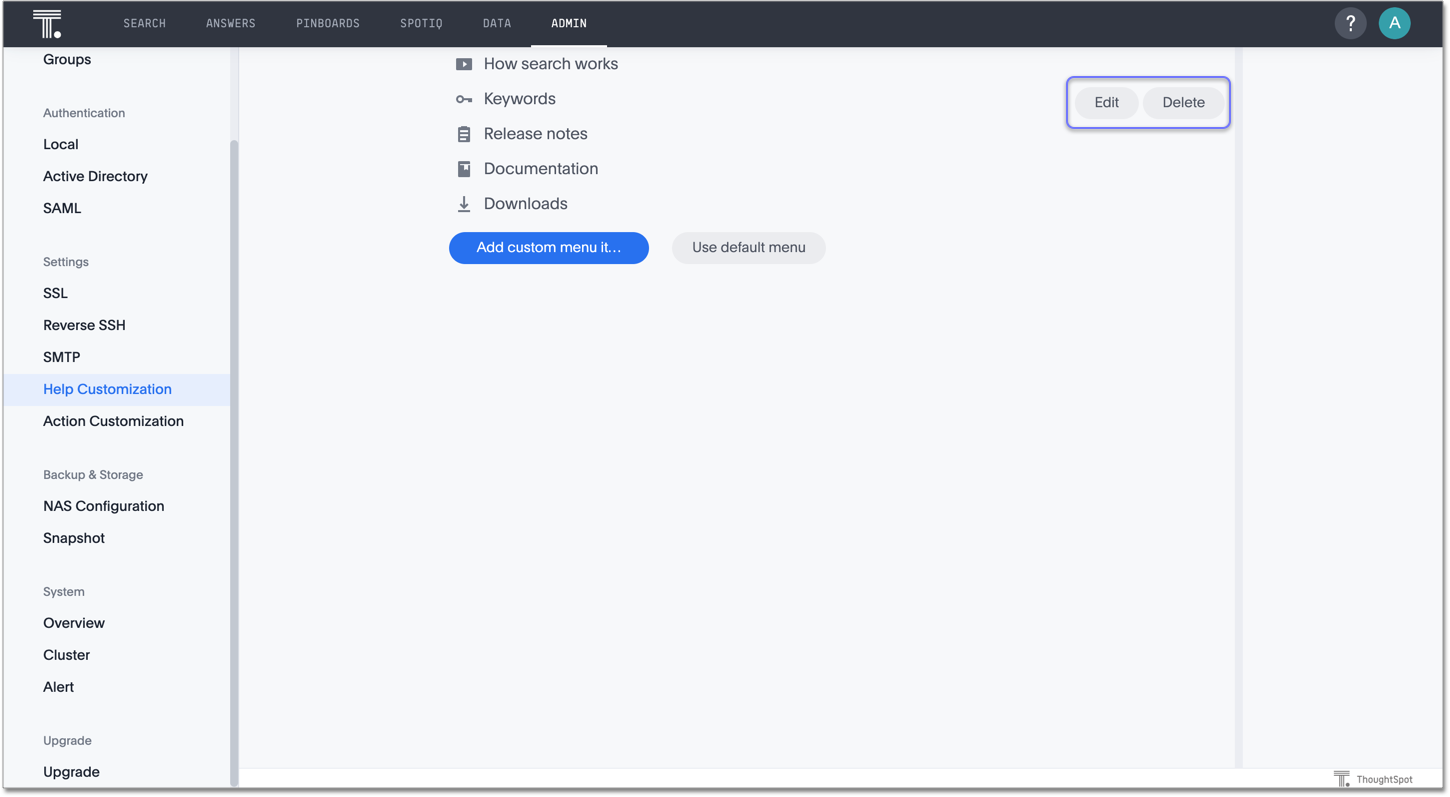 SEARCH ANSWERS PINBOARDS SPOTIQ DATA ADMIN ? A
Groups
Authentication
Local
Active Directory
SAML
Settings
SSL
Reverse SSH
SMTP
Help Customization
Action Customization
Backup & Storage
NAS Configuration
Snapshot
System
Overview
Cluster
Alert
Upgrade
Upgrade
How search works
Keywords
Edit Delete
Release notes
Documentation
Downloads
Add custom menu it... Use default menu
ThoughtSpot